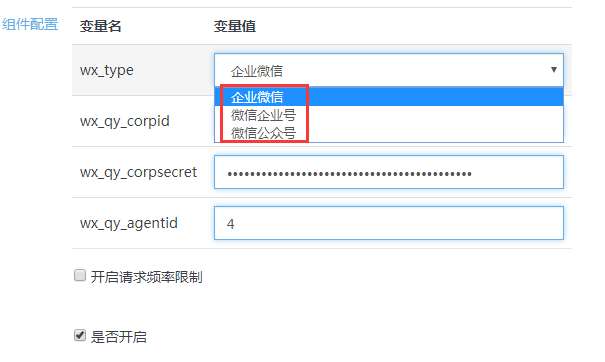 组件配置
变量名 变量值
wx_type 企业微信
企业微信
wx_qy_corpid 微信企业号
微信公众号
wx_qy_corpsecret ••••••••••••••••••••••••••••••••••••••••••••
wx_qy_agentid 4
开启请求频率限制
是否开启